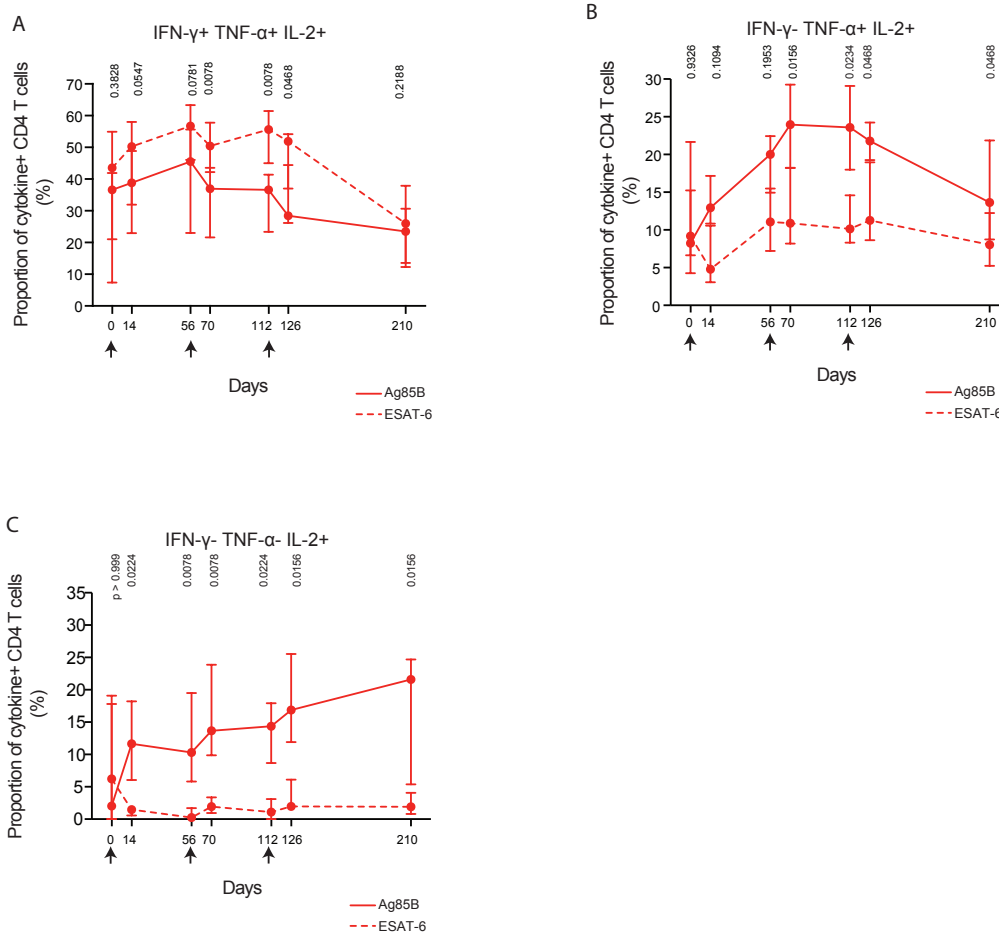 A
IFN-γ+ TNF-α+ IL-2+
0.3828
0.0547
0.0781
0.0078
0.0078
0.0468
0.2188
Proportion of cytokine+ CD4 T cells
(%)
70
60
50
40
30
20
10
0
0 14 56 70 112 126 210
Days
Ag85B
ESAT-6
B
IFN-γ- TNF-α+ IL-2+
0.9326
0.1094
0.1953
0.0156
0.0234
0.0468
0.0468
Proportion of cytokine+ CD4 T cells
(%)
30
25
20
15
10
5
0
0 14 56 70 112 126 210
Days
Ag85B
ESAT-6
C
IFN-γ- TNF-α- IL-2+
p > 0.999
0.0224
0.0078
0.0078
0.0224
0.0156
0.0156
Proportion of cytokine+ CD4 T cells
(%)
35
30
25
20
15
10
5
0
0 14 56 70 112 126 210
Days
Ag85B
ESAT-6